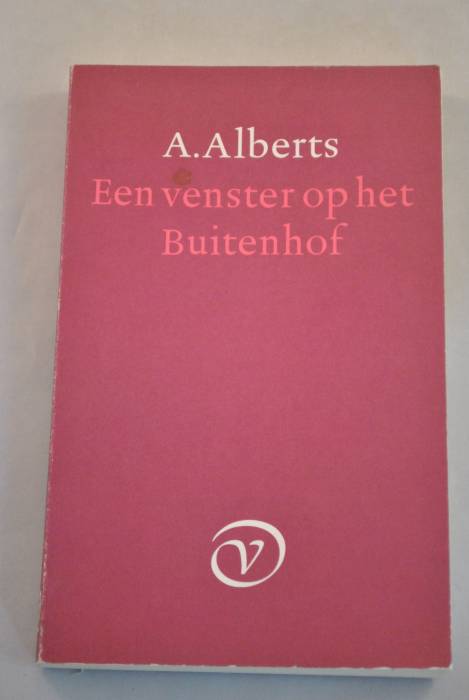 A. Alberts
Een venster op het
Buitenhof
V